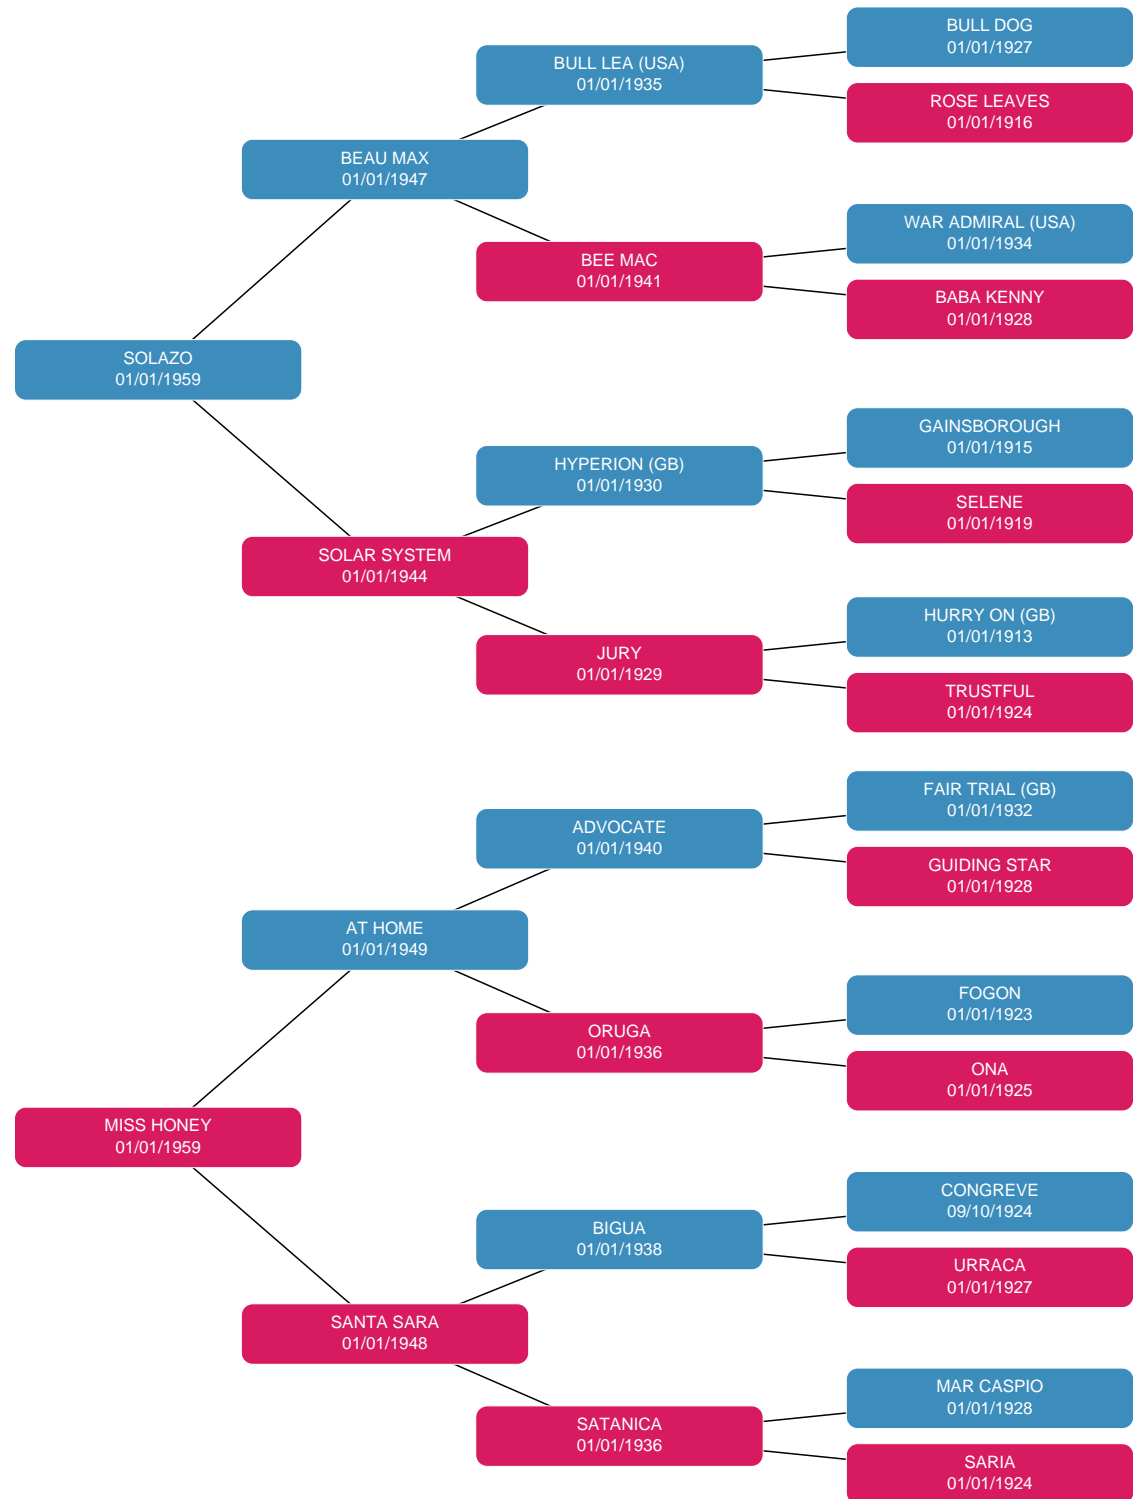 BULL DOG
01/01/1927
BULL LEA (USA)
01/01/1935
ROSE LEAVES
01/01/1916
BEAU MAX
01/01/1947
WAR ADMIRAL (USA)
01/01/1934
BEE MAC
01/01/1941
BABA KENNY
01/01/1928
SOLAZO
01/01/1959
GAINSBOROUGH
01/01/1915
HYPERION (GB)
01/01/1930
SELENE
01/01/1919
SOLAR SYSTEM
01/01/1944
HURRY ON (GB)
01/01/1913
JURY
01/01/1929
TRUSTFUL
01/01/1924
FAIR TRIAL (GB)
01/01/1932
ADVOCATE
01/01/1940
GUIDING STAR
01/01/1928
AT HOME
01/01/1949
FOGON
01/01/1923
ORUGA
01/01/1936
ONA
01/01/1925
MISS HONEY
01/01/1959
CONGREVE
09/10/1924
BIGUA
01/01/1938
URRACA
01/01/1927
SANTA SARA
01/01/1948
MAR CASPIO
01/01/1928
SATANICA
01/01/1936
SARIA
01/01/1924